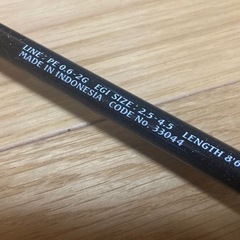 LINE : PE 0.6-2G EGI SIZE : 2.5-4.5 LENGTH 8'6
MADE IN INDONESIA CODE No. 33044